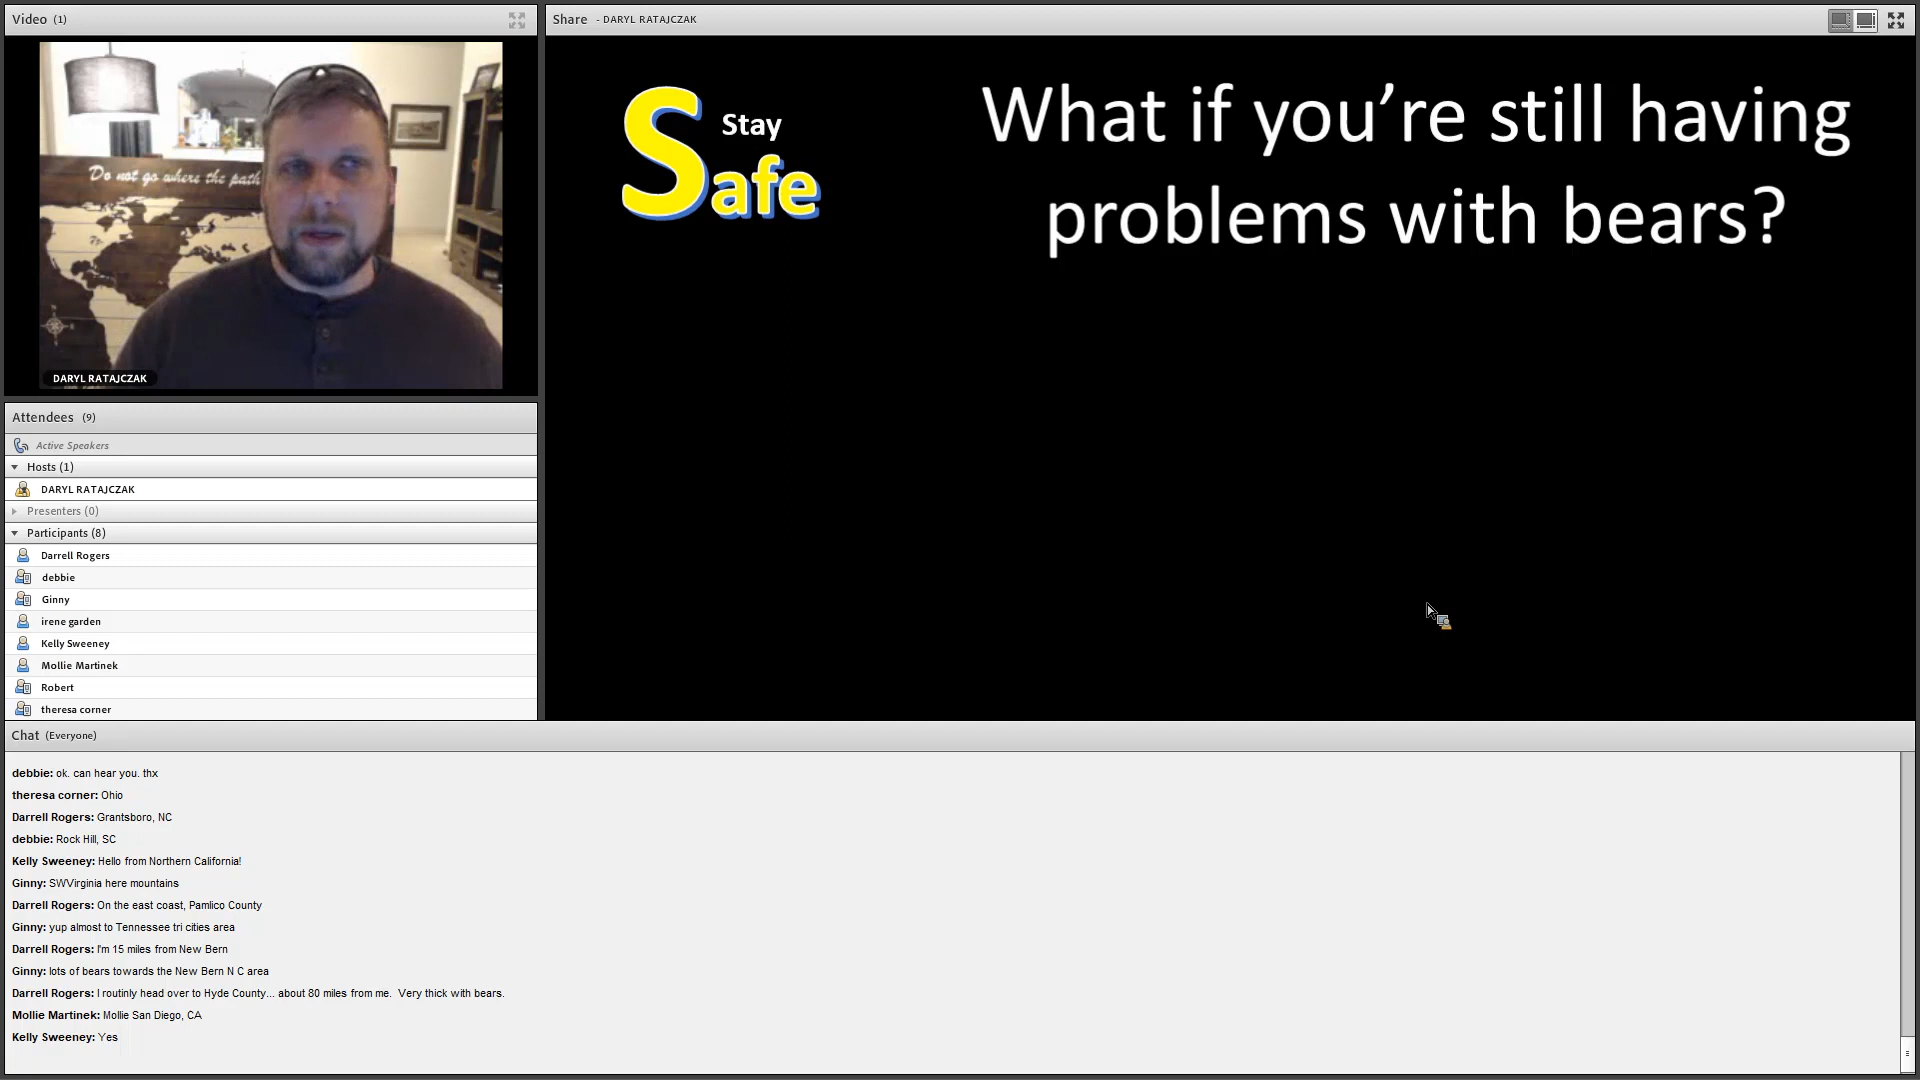 Video (1)
Do not go where the path
DARYL RATAJCZAK
Attendees (9)
Active Speakers
Hosts (1)
DARYL RATAJCZAK
Presenters (0)
Participants (8)
Darrell Rogers
debbie
Ginny
irene garden
Kelly Sweeney
Mollie Martinek
Robert
theresa corner
Share - DARYL RATAJCZAK
Stay
Safe
What if you’re still having
problems with bears?
Chat (Everyone)
debbie: ok. can hear you. thx
theresa corner: Ohio
Darrell Rogers: Grantsboro, NC
debbie: Rock Hill, SC
Kelly Sweeney: Hello from Northern California!
Ginny: SWVirginia here mountains
Darrell Rogers: On the east coast, Pamlico County
Ginny: yup almost to Tennessee tri cities area
Darrell Rogers: I'm 15 miles from New Bern
Ginny: lots of bears towards the New Bern N C area
Darrell Rogers: I routinly head over to Hyde County... about 80 miles from me.  Very thick with bears.
Mollie Martinek: Mollie San Diego, CA
Kelly Sweeney: Yes